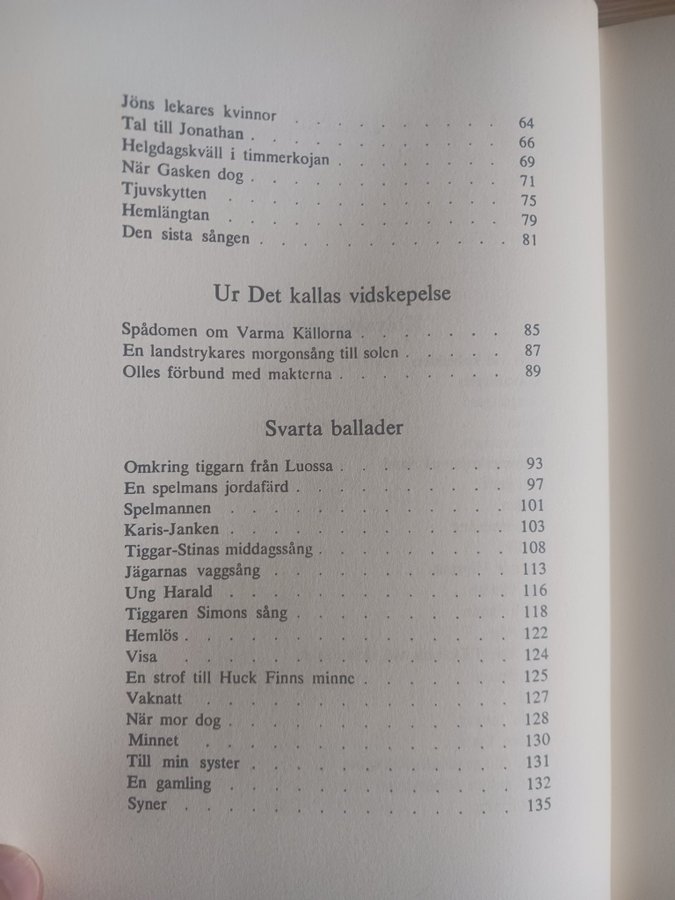 Jöns lekares kvinnor . . . . . . . . . . 64
Tal till Jonathan . . . . . . . . . . . 66
Helgdagskväll i timmerkojan . . . . . . . . 69
När Gasken dog . . . . . . . . . . . 71
Tjuvskytten . . . . . . . . . . . . 75
Hemlängtan . . . . . . . . . . . . 79
Den sista sången . . . . . . . . . . . 81
Ur Det kallas vidskepelse
Spådomen om Varma Källorna . . . . . . . 85
En landstrykares morgonsång till solen . . . . . 87
Olles förbund med makterna . . . . . . . . 89
Svarta ballader
Omkring tiggarn från Luossa . . . . . . . . 93
En spelmans jordafärd . . . . . . . . . . 97
Spelmannen . . . . . . . . . . . . 101
Karis-Janken . . . . . . . . . . . . 103
Tiggar-Stinas middagssång . . . . . . . . . 108
Jägarnas vaggsång . . . . . . . . . . . 113
Ung Harald . . . . . . . . . . . . 116
Tiggaren Simons sång . . . . . . . . . . 118
Hemlös . . . . . . . . . . . . . . 122
Visa . . . . . . . . . . . . . . 124
En strof till Huck Finns minne . . . . . . . 125
Vaknatt . . . . . . . . . . . . . 127
När mor dog . . . . . . . . . . . . 128
Minnet . . . . . . . . . . . . . 130
Till min syster . . . . . . . . . . . 131
En gamling . . . . . . . . . . . . 132
Syner . . . . . . . . . . . . . . 135